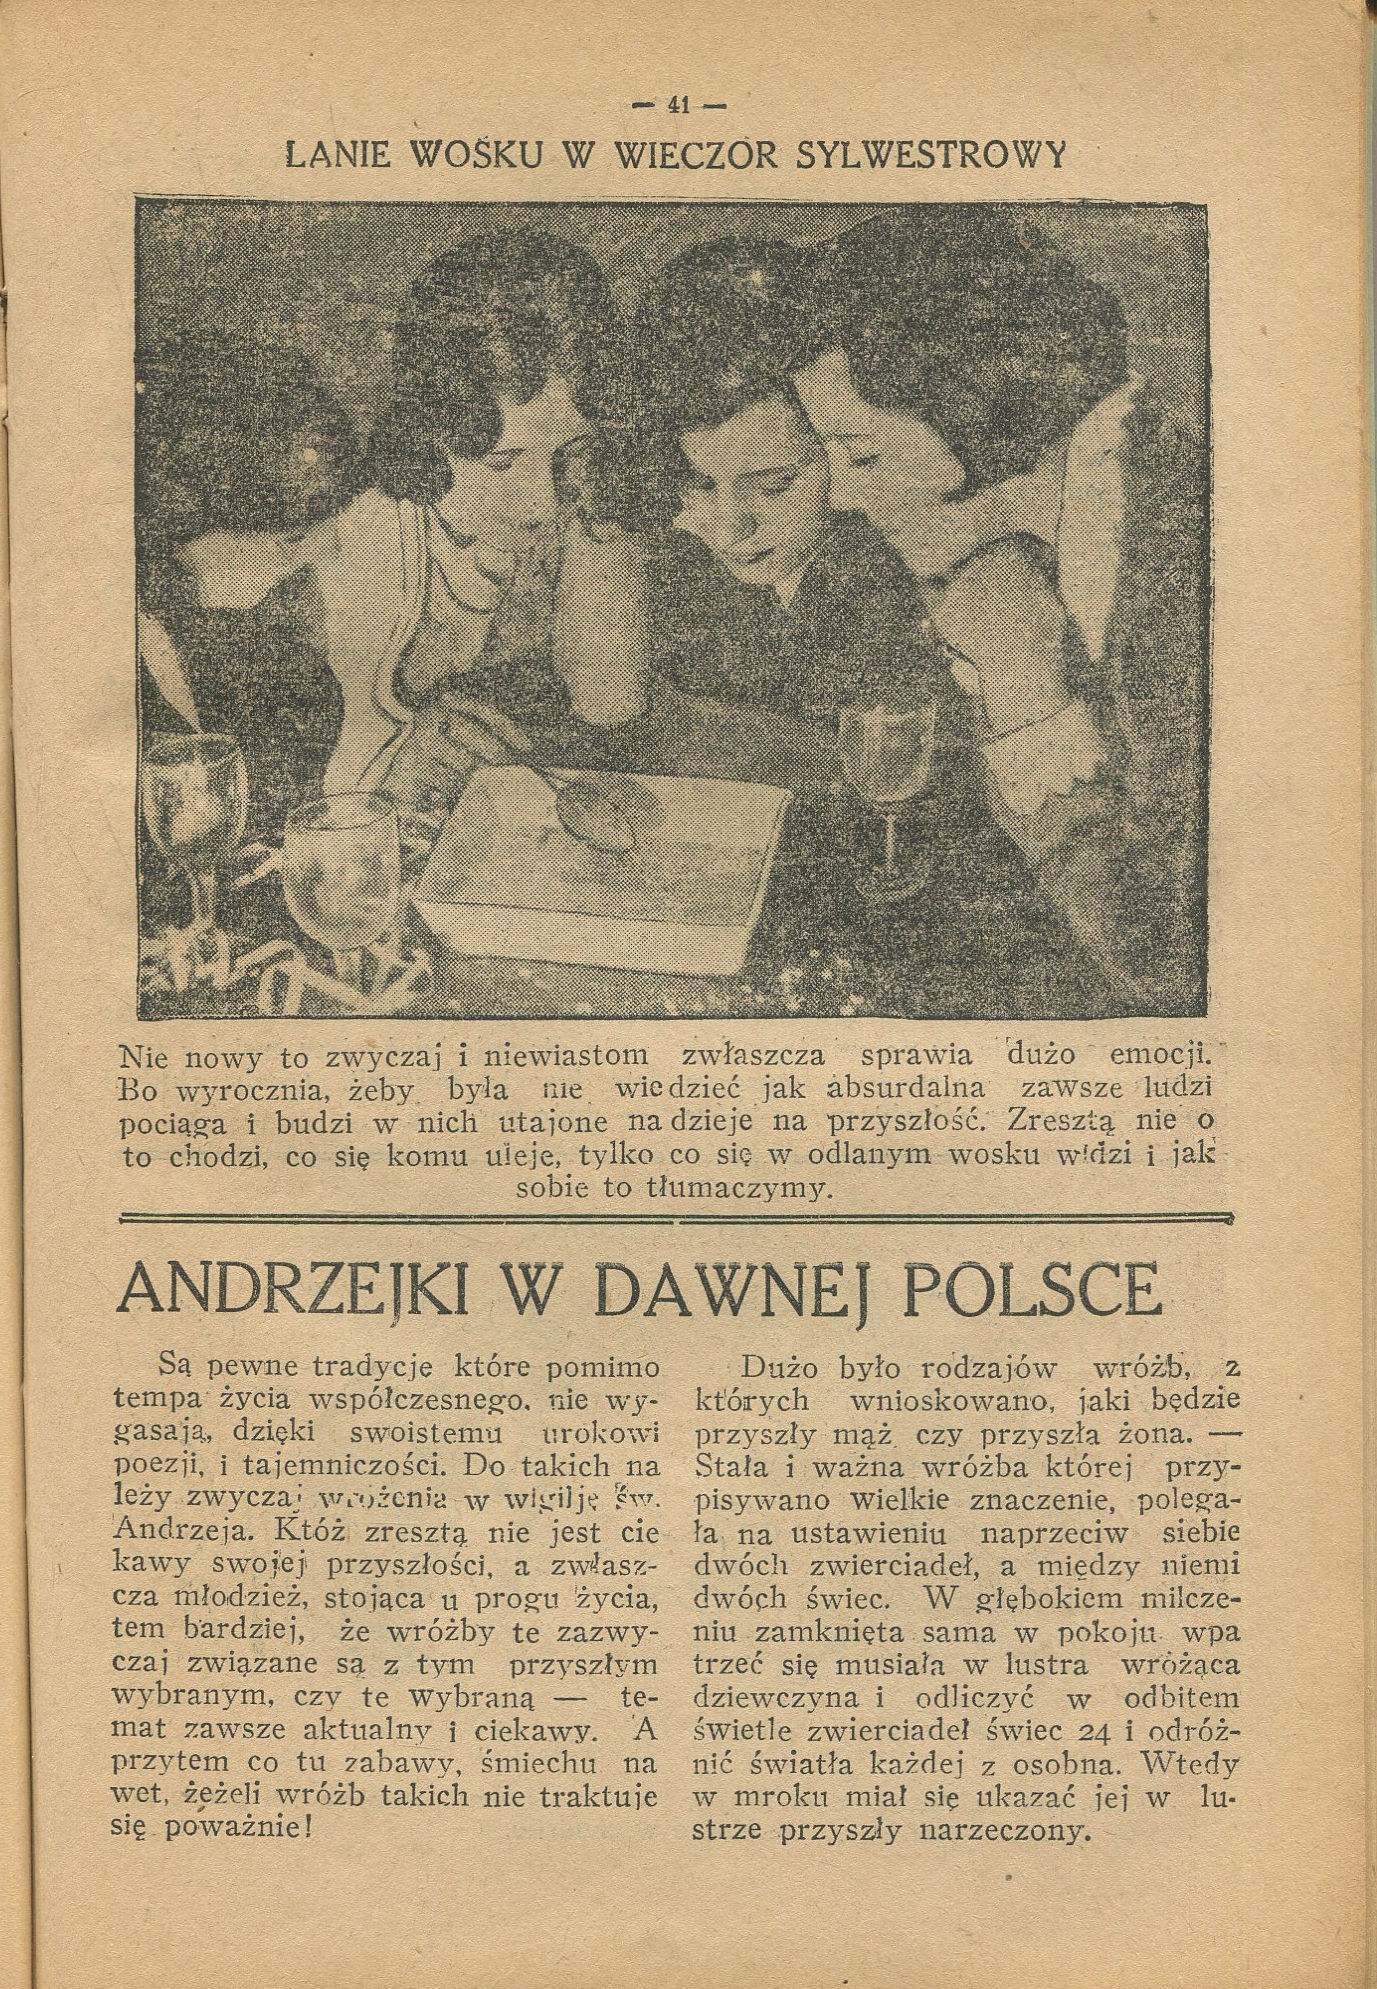 — 41 —
LANIE WOSKU W WIECZÓR SYLWESTROWY
Nie nowy to zwyczaj i niewiastom zwłaszcza sprawia dużo emocji.
Bo wyrocznia, żeby była nie wiedzieć jak absurdalna zawsze ludzi
pociąga i budzi w nich utajone nadzieje na przyszłość. Zresztą nie o
to chodzi, co się komu uleje, tylko co się w odlanym wosku widzi i jak
sobie to tłumaczymy.
ANDRZEJKI W DAWNEJ POLSCE
Są pewne tradycję które pomimo
tempa życia współczesnego, nie wy-
gasają, dzięki swoistemu urokowi
poezji, i tajemniczości. Do takich na
leży zwyczaj wróżenia w wigilję św.
Andrzeja. Któż zresztą nie jest cie
kawy swojej przyszłości, a zwłasz-
cza młodzież, stojąca u progu życia,
tem bardziej, że wróżby te zazwy-
czaj związane są z tym przyszłym
wybranym, czy te wybraną — te-
mat zawsze aktualny i ciekawy. A
przytem co tu zabawy, śmiechu na
wet, żeżeli wróżb takich nie traktuje
się poważnie!
Dużo było rodzajów wróżb, z
których wnioskowano, jaki będzie
przyszły mąż czy przyszła żona. —
Stała i ważna wróżba której przy-
pisywano wielkie znaczenie, polega-
ła na ustawieniu naprzeciw siebie
dwóch zwierciadeł, a między niemi
dwóch świec. W głębokiem milcze-
niu zamknięta sama w pokoju wpa
trzeć się musiała w lustra wróżąca
dziewczyna i odliczyć w odbitem
świetle zwierciadeł świec 24 i odróż-
nić światła każdej z osobna. Wtedy
w mroku miał się ukazać jej w lu-
strze przyszły narzeczony.